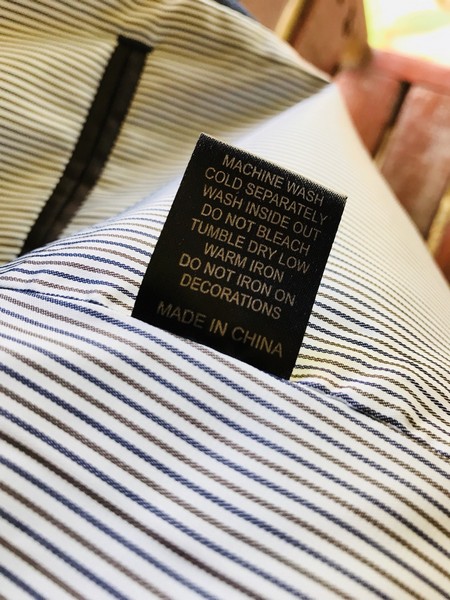 MACHINE WASH
COLD SEPARATELY
WASH INSIDE OUT
DO NOT BLEACH
TUMBLE DRY LOW
WARM IRON
DO NOT IRON ON
DECORATIONS
MADE IN CHINA